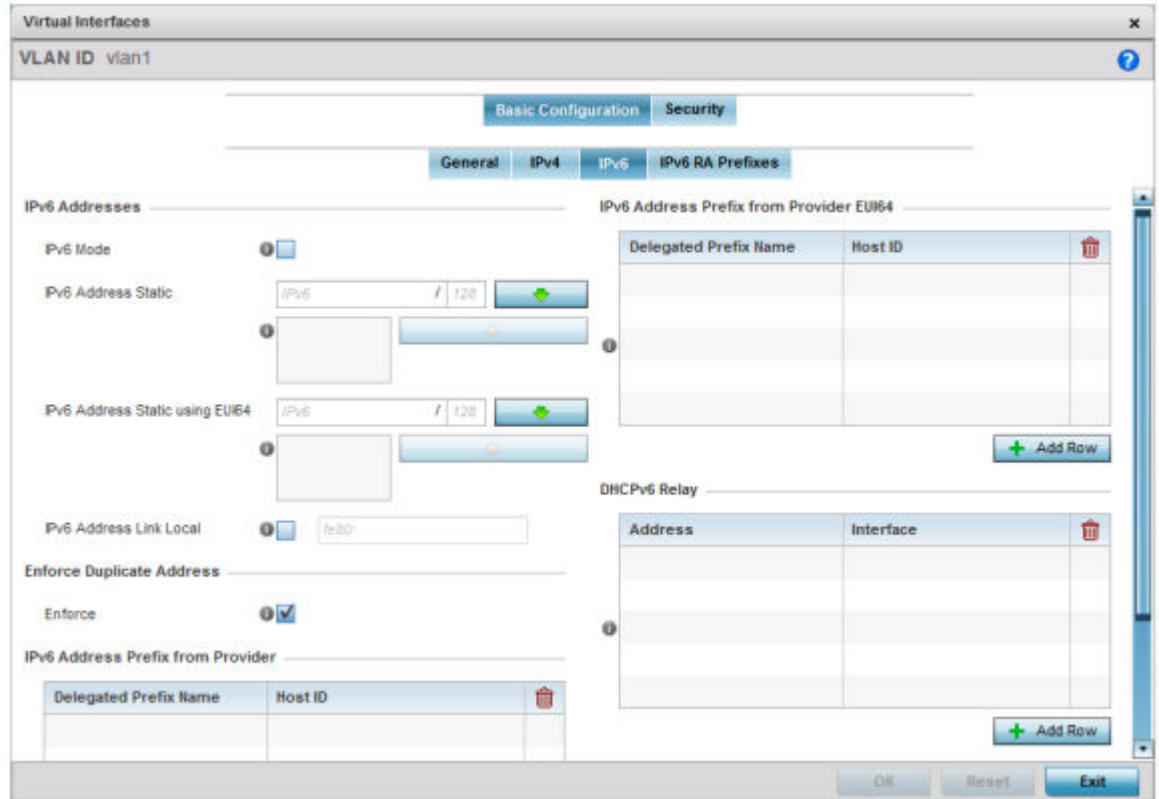 Virtual Interfaces
VLAN ID vlan1
Basic Configuration Security
General IPv4 IPv6 IPv6 RA Prefixes
IPv6 Addresses
IPv6 Mode
IPv6 Address Static
IPv6 / 128
IPv6 Address Static using EUI64
IPv6 / 128
IPv6 Address Link Local
fe80:
Enforce Duplicate Address
Enforce
IPv6 Address Prefix from Provider
Delegated Prefix Name Host ID
IPv6 Address Prefix from Provider EUI64
Delegated Prefix Name Host ID
Add Row
DHCPv6 Relay
Address Interface
Add Row
OK Reset Exit